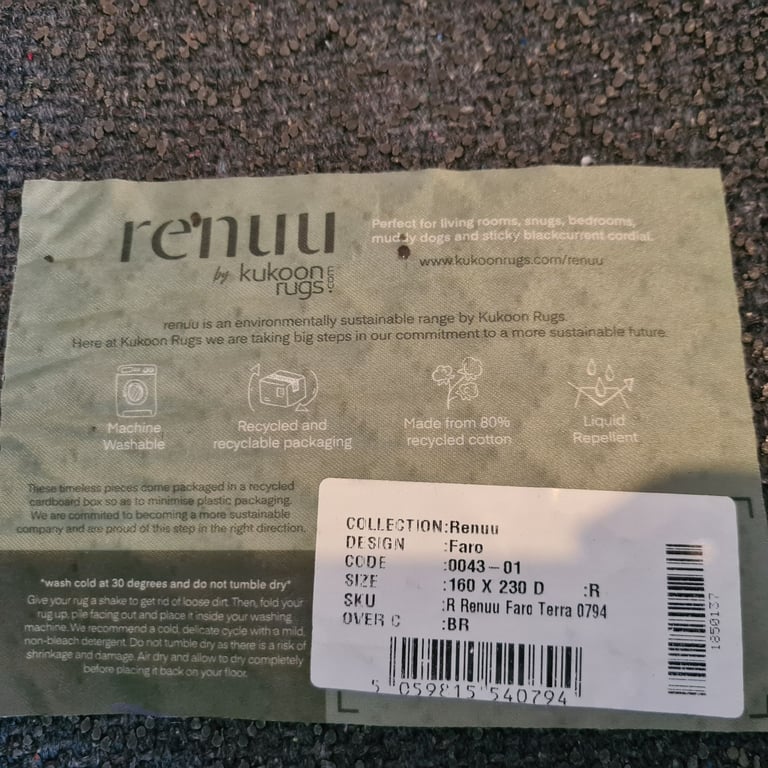 renuu
by kukoon
rugs.com
Perfect for living rooms, snugs, bedrooms,
muddy dogs and sticky blackcurrent cordial.
www.kukoonrugs.com/renuu
renuu is an environmentally sustainable range by Kukoon Rugs.
Here at Kukoon Rugs we are taking big steps in our commitment to a more sustainable future.
Machine
Washable
Recycled and
recyclable packaging
Made from 80%
recycled cotton
Liquid
Repellent
These timeless pieces come packaged in a recycled
cardboard box so as to minimise plastic packaging.
We are commited to becoming a more sustainable
company and are proud of this step in the right direction.
*wash cold at 30 degrees and do not tumble dry*
Give your rug a shake to get rid of loose dirt. Then, fold your
rug up, pile facing out and place it inside your washing
machine. We recommend a cold, delicate cycle with a mild,
non-bleach detergent. Do not tumble dry as there is a risk of
shrinkage and damage. Air dry and allow to dry completely
before placing it back on your floor.
COLLECTION:Renuu
DESIGN :Faro
CODE :0043-01
SIZE :160 X 230 D :R
SKU :R Renuu Faro Terra 0794
OVER C :BR
5 059815 540794
1850137